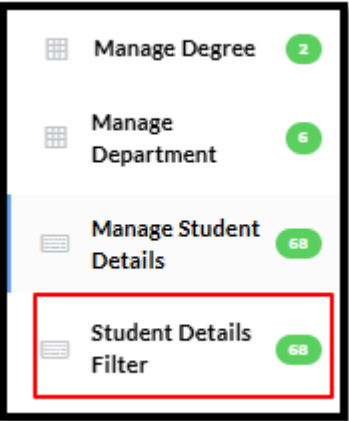 Manage Degree 2
Manage
Department 6
Manage Student
Details 68
Student Details
Filter 68